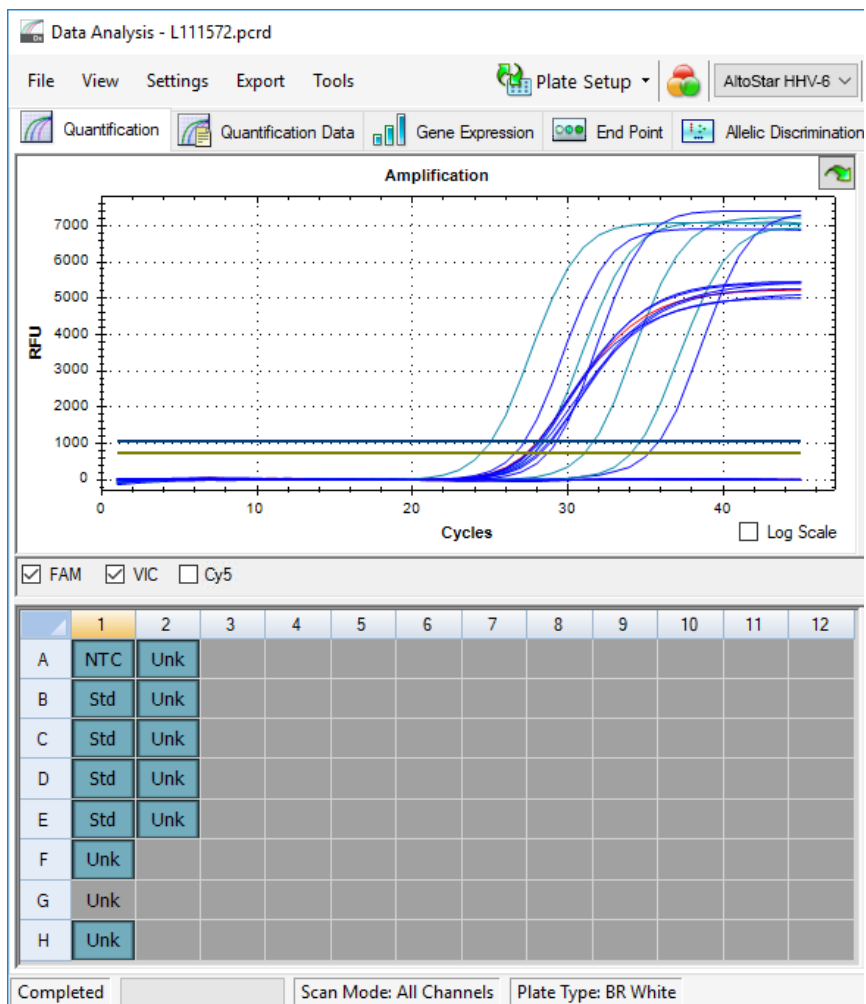 Data Analysis - L111572.pcrd
File View Settings Export Tools Plate Setup AltoStar HHV-6
Quantification Quantification Data Gene Expression End Point Allelic Discrimination
Amplification
7000
6000
5000
4000
3000
2000
1000
0
RFU
0 10 20 30 40
Cycles
Log Scale
FAM VIC Cy5
1 2 3 4 5 6 7 8 9 10 11 12
A NTC Unk
B Std Unk
C Std Unk
D Std Unk
E Std Unk
F Unk
G Unk
H Unk
Completed Scan Mode: All Channels Plate Type: BR White